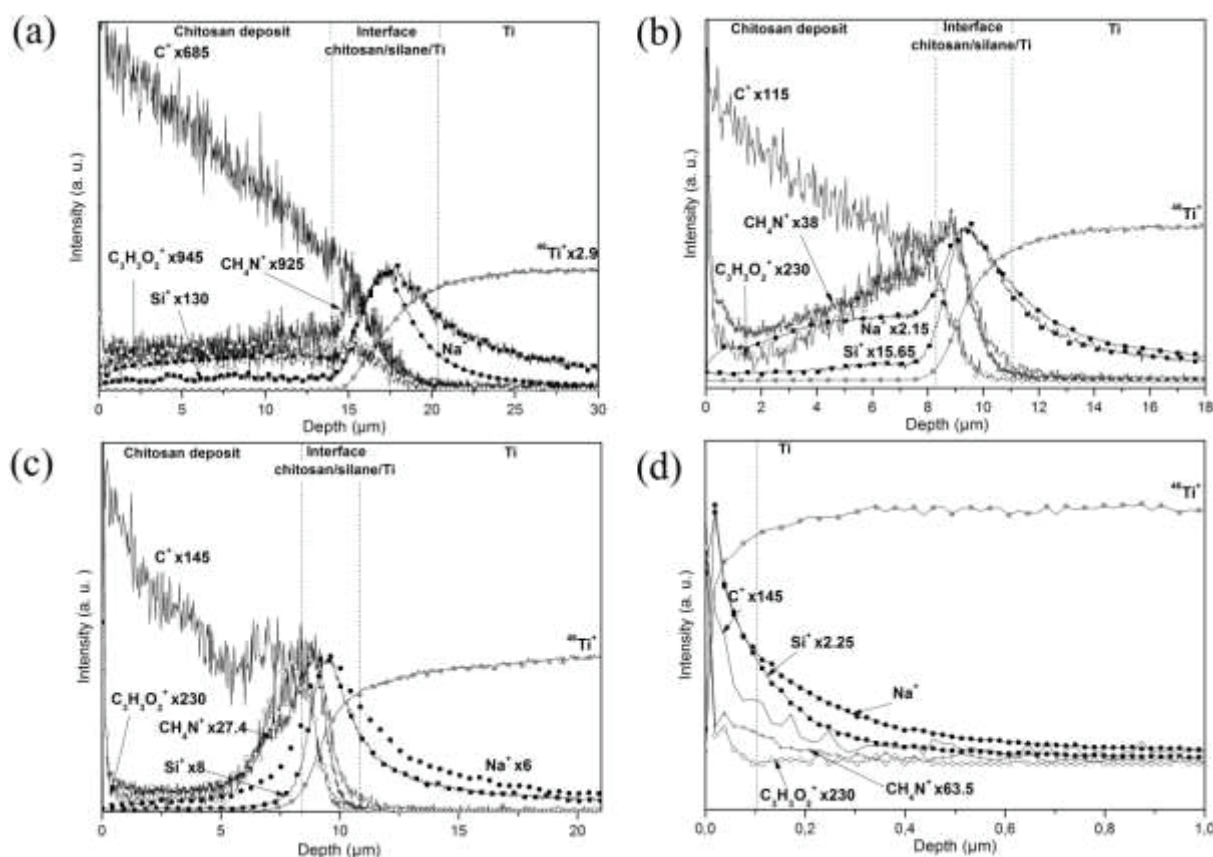 (a)
Chitosan deposit
Interface
chitosan/silane/Ti
Ti
C⁺ x685
C₃H₃O₂⁺ x945
CH₄N⁺ x925
Si⁺ x130
Na⁺
⁴⁶Ti⁺ x2.9
Intensity (a. u.)
0 5 10 15 20 25 30
Depth (µm)
(b)
Chitosan deposit
Interface
chitosan/silane/Ti
Ti
C⁺ x115
CH₄N⁺ x38
C₃H₃O₂⁺ x230
Na⁺ x2.15
Si⁺ x15.65
⁴⁶Ti⁺
Intensity (a. u.)
0 2 4 6 8 10 12 14 16 18
Depth (µm)
(c)
Chitosan deposit
Interface
chitosan/silane/Ti
Ti
C⁺ x145
C₃H₃O₂⁺ x230
CH₄N⁺ x27.4
Si⁺ x8
Na⁺ x6
⁴⁶Ti⁺
Intensity (a. u.)
0 5 10 15 20
Depth (µm)
(d)
Ti
⁴⁶Ti⁺
C⁺ x145
Si⁺ x2.25
Na⁺
CH₄N⁺ x63.5
C₃H₃O₂⁺ x230
Intensity (a. u.)
0,0 0,2 0,4 0,6 0,8 1,0
Depth (µm)